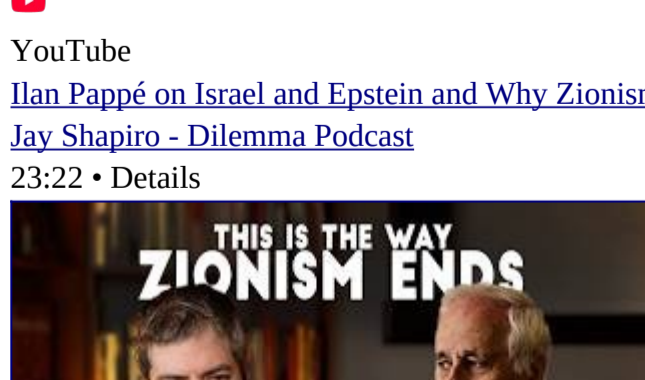 YouTube
Ilan Pappé on Israel and Epstein and Why Zionism
Jay Shapiro - Dilemma Podcast
23:22 • Details
THIS IS THE WAY
ZIONISM ENDS